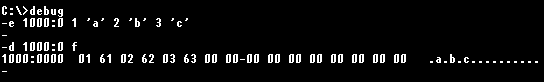 C:\>debug
-e 1000:0 1 'a' 2 'b' 3 'c'
-
-d 1000:0 f
1000:0000  01 61 02 62 03 63 00 00-00 00 00 00 00 00 00 00   .a.b.c..........
-